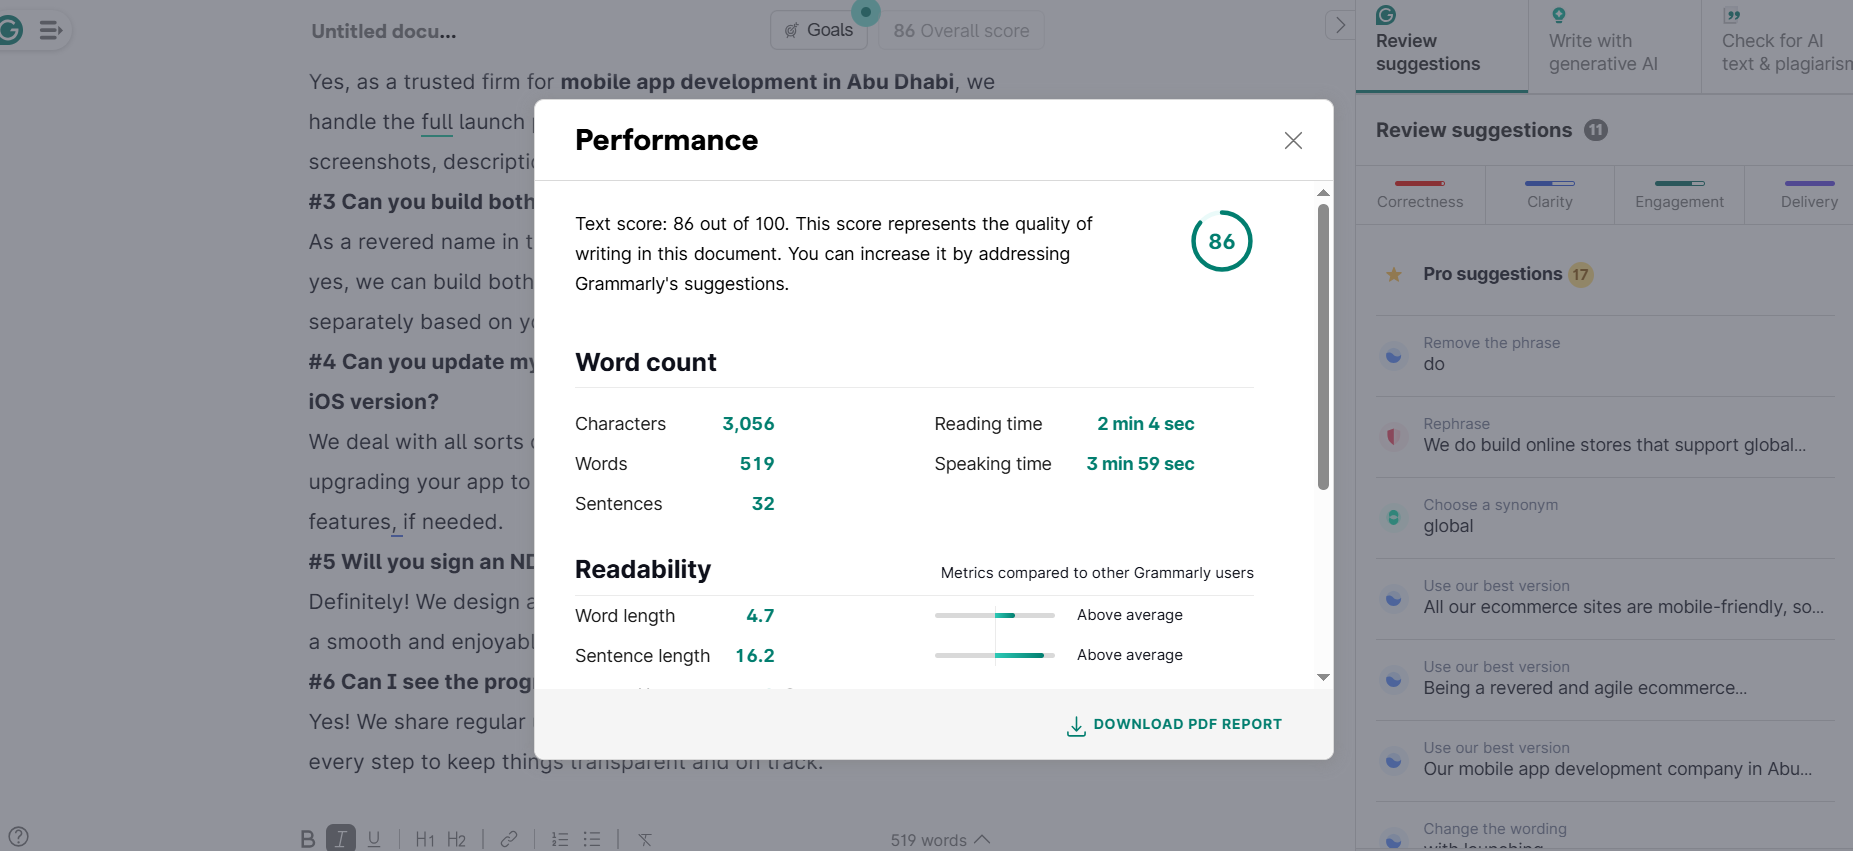 Untitled docu...
Goals
86 Overall score
Yes, as a trusted firm for mobile app development in Abu Dhabi, we
handle the full launch
screenshots,
#3 Can you build both
As a revered name in
yes, we can build both
separately based on
#4 Can you update my
iOS version?
We deal with all sorts
upgrading your app to
features, if needed.
#5 Will you sign an
Definitely! We design
a smooth and
#6 Can I see the
Yes! We share regular
every step to keep things transparent and on track.
B I U H1 H2
519 words
Performance
Text score: 86 out of 100. This score represents the quality of
writing in this document. You can increase it by addressing
Grammarly's suggestions.
86
Word count
Characters 3,056 Reading time 2 min 4 sec
Words 519 Speaking time 3 min 59 sec
Sentences 32
Readability Metrics compared to other Grammarly users
Word length 4.7 Above average
Sentence length 16.2 Above average
DOWNLOAD PDF REPORT
Review
suggestions
Write with
generative AI
Check for AI
text & plagiarism
Review suggestions 11
Correctness Clarity Engagement Delivery
Pro suggestions 17
Remove the phrase
do
Rephrase
We do build online stores that support global...
Choose a synonym
global
Use our best version
All our ecommerce sites are mobile-friendly, so...
Use our best version
Being a revered and agile ecommerce...
Use our best version
Our mobile app development company in Abu...
Change the wording
with launching